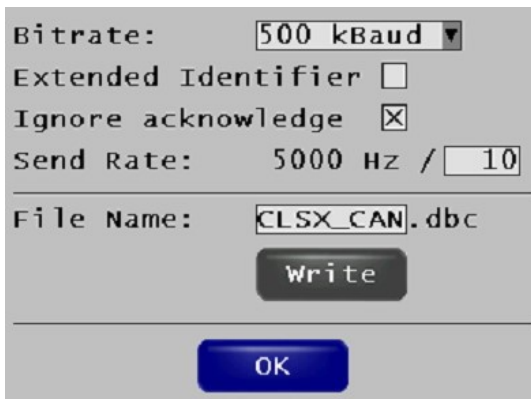 Bitrate: 500 kBaud
Extended Identifier
Ignore acknowledge
Send Rate: 5000 Hz / 10
File Name: CLSX_CAN.dbc
Write
OK